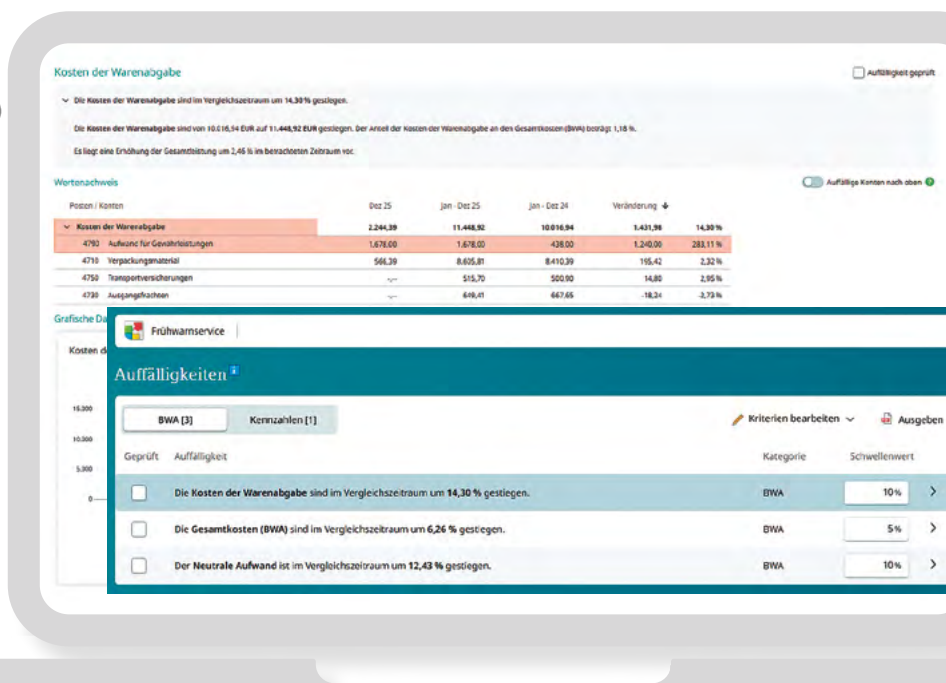 Kosten der Warenabgabe
Auffälligkeit geprüft
Die Kosten der Warenabgabe sind im Vergleichszeitraum um 14,30 % gestiegen.
Die Kosten der Warenabgabe sind von 10.016,94 EUR auf 11.448,92 EUR gestiegen. Der Anteil der Kosten der Warenabgabe an den Gesamtkosten (BWA) beträgt 1,18 %.
Es liegt eine Erhöhung der Gesamtleistung um 2,46 % im betrachteten Zeitraum vor.
Wertenachweis
Auffällige Konten nach oben
Posten / Konten Dez 25 Jan - Dez 25 Jan - Dez 24 Veränderung
Kosten der Warenabgabe 2.244,39 11.448,92 10.016,94 1.431,98 14,30 %
4790 Aufwand für Gewährleistungen 1.678,00 1.678,00 438,00 1.240,00 283,11 %
4710 Verpackungsmaterial 566,39 8.605,81 8.410,39 195,42 2,32 %
4750 Transportversicherungen -,-- 515,70 500,90 14,80 2,95 %
4730 Ausgangsfrachten -,-- 649,41 667,65 -18,24 -2,73 %
Grafische Da
Kosten d
15.000
10.000
5.000
0
Frühwarnservice
Auffälligkeiten
BWA [3] Kennzahlen [1]
Kriterien bearbeiten Ausgeben
Geprüft Auffälligkeit Kategorie Schwellenwert
Die Kosten der Warenabgabe sind im Vergleichszeitraum um 14,30 % gestiegen. BWA 10 %
Die Gesamtkosten (BWA) sind im Vergleichszeitraum um 6,26 % gestiegen. BWA 5 %
Der Neutrale Aufwand ist im Vergleichszeitraum um 12,43 % gestiegen. BWA 10 %